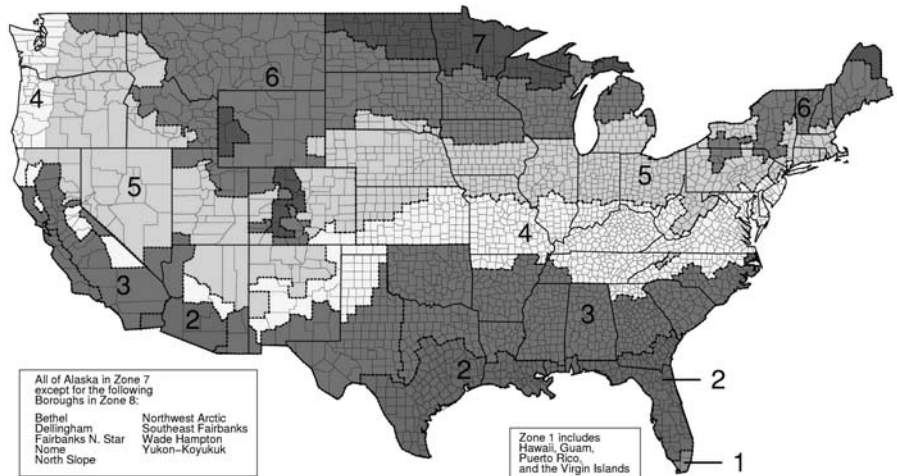 7
6
4
6
5
5
4
3
3
2
2
2
1
All of Alaska in Zone 7
except for the following
Boroughs in Zone 8:
Bethel Northwest Arctic
Dellingham Southeast Fairbanks
Fairbanks N. Star Wade Hampton
Nome Yukon–Koyukuk
North Slope
Zone 1 includes
Hawaii, Guam,
Puerto Rico,
and the Virgin Islands